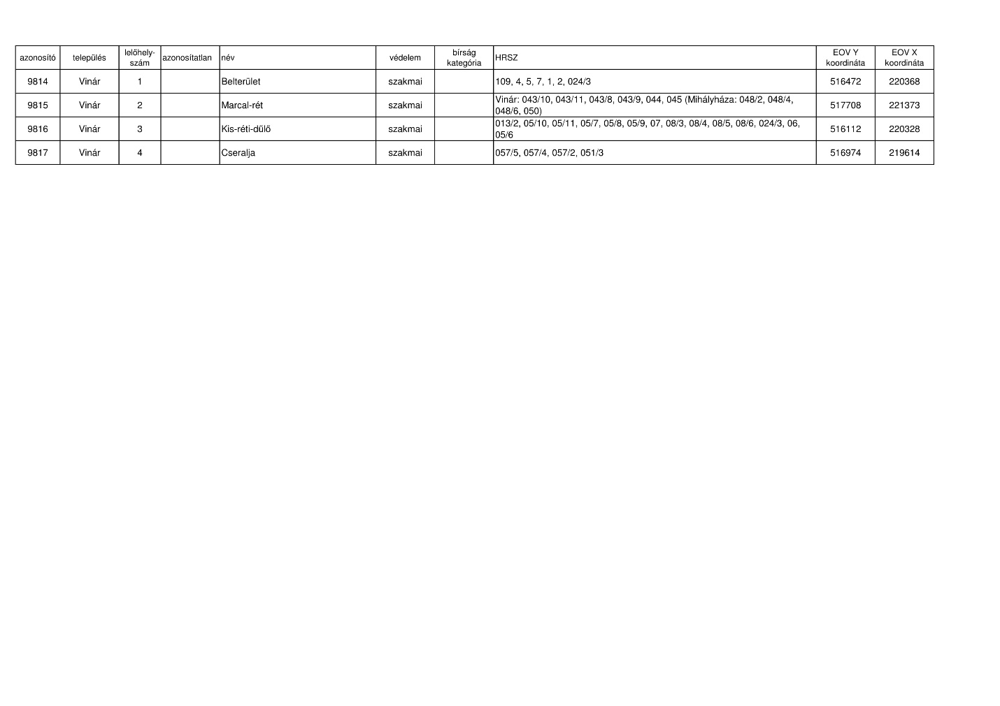 azonosító település lelőhely-szám azonosítatlan név védelem bírság kategória HRSZ EOV Y koordináta EOV X koordináta
9814 Vinár 1 Belterület szakmai 109, 4, 5, 7, 1, 2, 024/3 516472 220368
9815 Vinár 2 Marcal-rét szakmai Vinár: 043/10, 043/11, 043/8, 043/9, 044, 045 (Mihályháza: 048/2, 048/4,
048/6, 050) 517708 221373
9816 Vinár 3 Kis-réti-dűlő szakmai 013/2, 05/10, 05/11, 05/7, 05/8, 05/9, 07, 08/3, 08/4, 08/5, 08/6, 024/3, 06,
05/6 516112 220328
9817 Vinár 4 Cseralja szakmai 057/5, 057/4, 057/2, 051/3 516974 219614